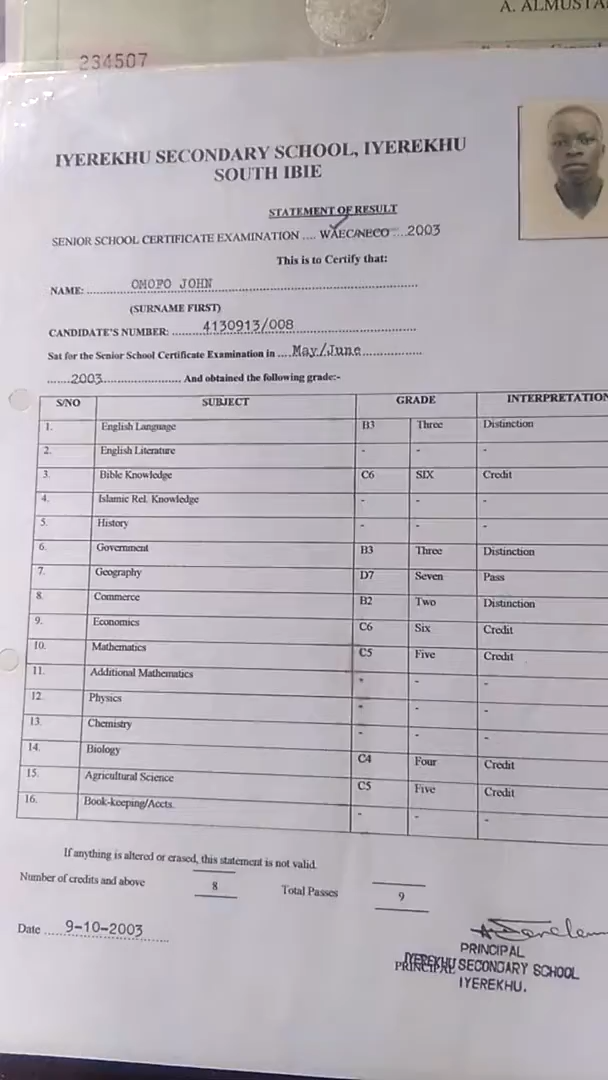 A. ALMUSTA
234507
IYEREKHU SECONDARY SCHOOL, IYEREKHU
SOUTH IBIE
STATEMENT OF RESULT
SENIOR SCHOOL CERTIFICATE EXAMINATION .... WAEC/NECO ....2003
This is to Certify that:
NAME: OMOFO JOHN
(SURNAME FIRST)
CANDIDATE'S NUMBER: 4130913/008
Sat for the Senior School Certificate Examination in ....May/June
2003 And obtained the following grade:-
S/NO SUBJECT GRADE INTERPRETATION
1. English Language B3 Three Distinction
2. English Literature - - -
3. Bible Knowledge C6 SIX Credit
4. Islamic Rel. Knowledge - - -
5. History - - -
6. Government B3 Three Distinction
7. Geography D7 Seven Pass
8. Commerce B2 Two Distinction
9. Economics C6 Six Credit
10. Mathematics C5 Five Credit
11. Additional Mathematics - - -
12. Physics - - -
13. Chemistry - - -
14. Biology C4 Four Credit
15. Agricultural Science C5 Five Credit
16. Book-keeping/Accts. - - -
If anything is altered or erased, this statement is not valid.
Number of credits and above 8 Total Passes 9
Date 9-10-2003
PRINCIPAL
PRINCIPAL
IYEREKHU SECONDARY SCHOOL
IYEREKHU.